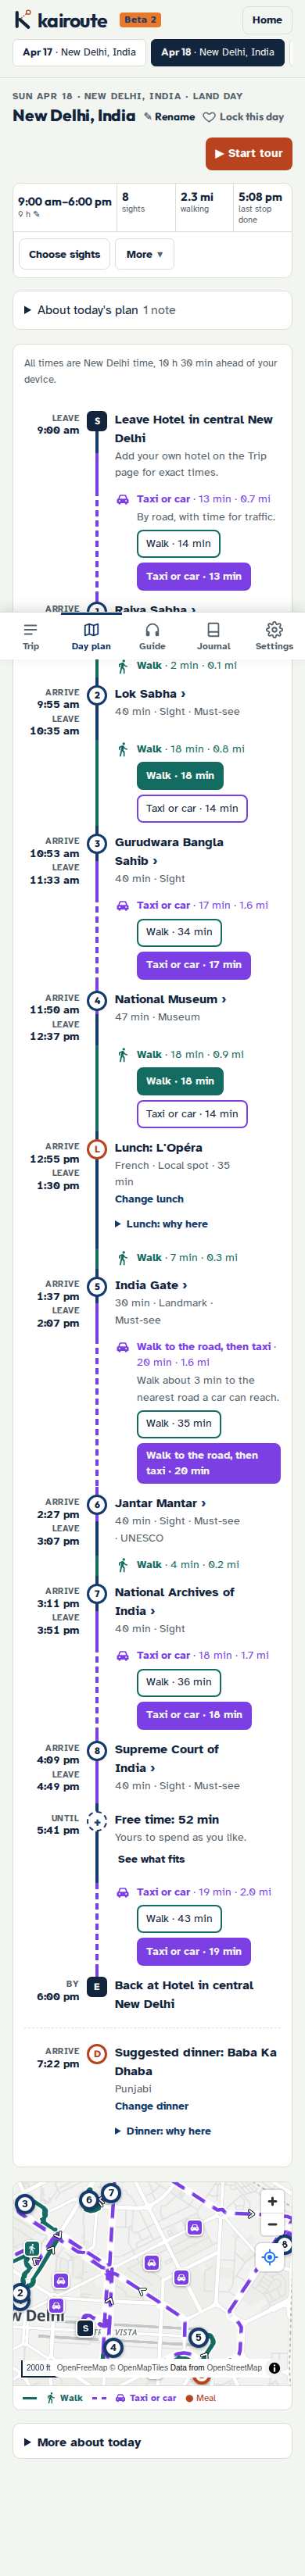 kairoute Beta 2 Home
Apr 17 · New Delhi, India Apr 18 · New Delhi, India
SUN APR 18 · NEW DELHI, INDIA · LAND DAY
New Delhi, India ✎ Rename Lock this day
▶ Start tour
9:00 am–6:00 pm
9 h ✎
8
sights
2.3 mi
walking
5:08 pm
last stop
done
Choose sights More ▾
▶ About today's plan 1 note
All times are New Delhi time, 10 h 30 min ahead of your
device.
LEAVE
9:00 am
S
Leave Hotel in central New
Delhi
Add your own hotel on the Trip
page for exact times.
Taxi or car · 13 min · 0.7 mi
By road, with time for traffic.
Walk · 14 min
Taxi or car · 13 min
Trip Day plan Guide Journal Settings
Walk · 2 min · 0.1 mi
ARRIVE
9:55 am
LEAVE
10:35 am
2
Lok Sabha ›
40 min · Sight · Must-see
Walk · 18 min · 0.8 mi
Walk · 18 min
Taxi or car · 14 min
ARRIVE
10:53 am
LEAVE
11:33 am
3
Gurudwara Bangla
Sahib ›
40 min · Sight
Taxi or car · 17 min · 1.6 mi
Walk · 34 min
Taxi or car · 17 min
ARRIVE
11:50 am
LEAVE
12:37 pm
4
National Museum ›
47 min · Museum
Walk · 18 min · 0.9 mi
Walk · 18 min
Taxi or car · 14 min
ARRIVE
12:55 pm
LEAVE
1:30 pm
L
Lunch: L'Opéra
French · Local spot · 35
min
Change lunch
▶ Lunch: why here
Walk · 7 min · 0.3 mi
ARRIVE
1:37 pm
LEAVE
2:07 pm
5
India Gate ›
30 min · Landmark ·
Must-see
Walk to the road, then taxi ·
20 min · 1.6 mi
Walk about 3 min to the
nearest road a car can reach.
Walk · 35 min
Walk to the road, then
taxi · 20 min
ARRIVE
2:27 pm
LEAVE
3:07 pm
6
Jantar Mantar ›
40 min · Sight · Must-see
· UNESCO
Walk · 4 min · 0.2 mi
ARRIVE
3:11 pm
LEAVE
3:51 pm
7
National Archives of
India ›
40 min · Sight
Taxi or car · 18 min · 1.7 mi
Walk · 36 min
Taxi or car · 18 min
ARRIVE
4:09 pm
LEAVE
4:49 pm
8
Supreme Court of
India ›
40 min · Sight · Must-see
UNTIL
5:41 pm
+
Free time: 52 min
Yours to spend as you like.
See what fits
Taxi or car · 19 min · 2.0 mi
Walk · 43 min
Taxi or car · 19 min
BY
6:00 pm
E
Back at Hotel in central
New Delhi
ARRIVE
7:22 pm
D
Suggested dinner: Baba Ka
Dhaba
Punjabi
Change dinner
▶ Dinner: why here
3 6 7 +
−
2
S VISTA
4 5
2000 ft OpenFreeMap © OpenMapTiles Data from OpenStreetMap
Walk Taxi or car Meal
▶ More about today